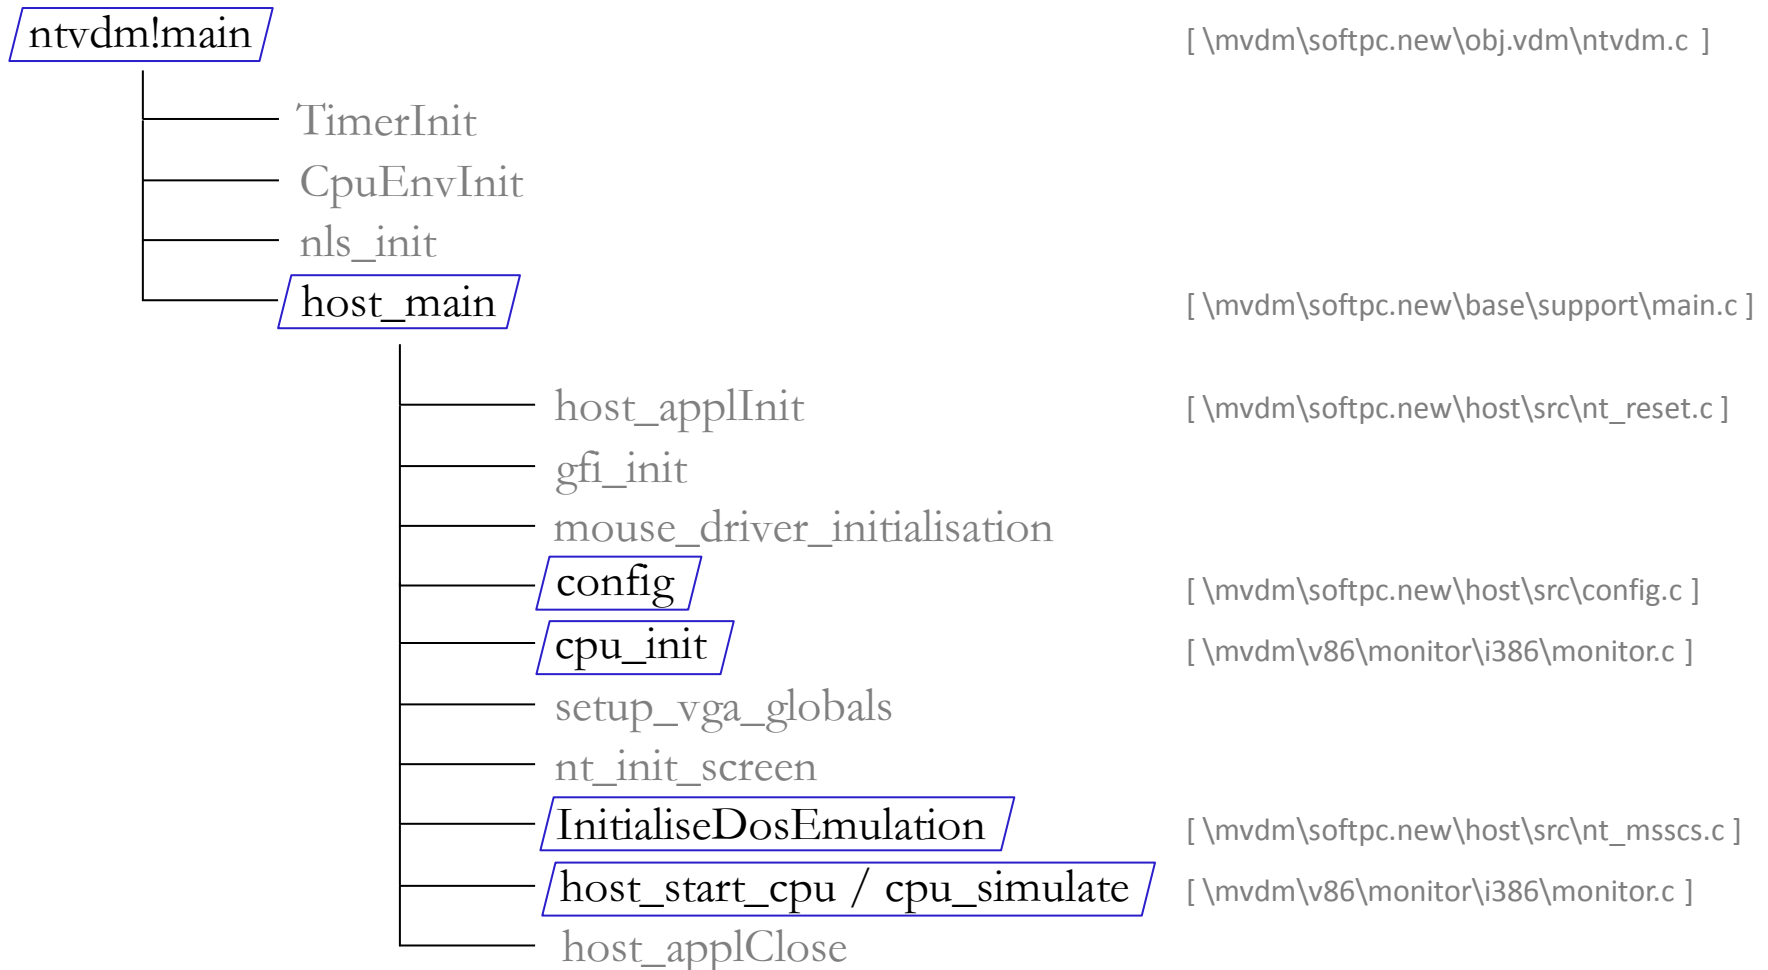 ntvdm!main [ \mvdm\softpc.new\obj.vdm\ntvdm.c ]
TimerInit
CpuEnvInit
nls_init
host_main [ \mvdm\softpc.new\base\support\main.c ]
host_applInit [ \mvdm\softpc.new\host\src\nt_reset.c ]
gfi_init
mouse_driver_initialisation
config [ \mvdm\softpc.new\host\src\config.c ]
cpu_init [ \mvdm\v86\monitor\i386\monitor.c ]
setup_vga_globals
nt_init_screen
InitialiseDosEmulation [ \mvdm\softpc.new\host\src\nt_msscs.c ]
host_start_cpu / cpu_simulate [ \mvdm\v86\monitor\i386\monitor.c ]
host_applClose